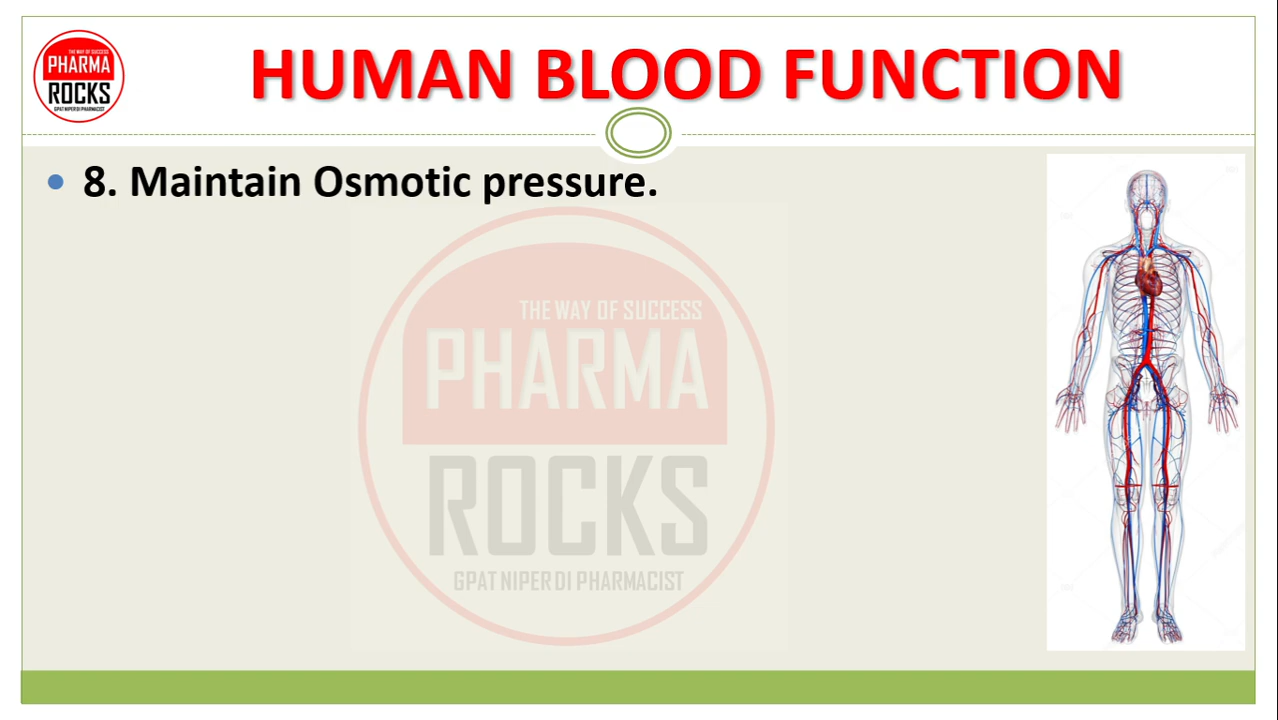 THE WAY OF SUCCESS
PHARMA
ROCKS
GPAT NIPER DI PHARMACIST
HUMAN BLOOD FUNCTION
• 8. Maintain Osmotic pressure.
THE WAY OF SUCCESS
PHARMA
ROCKS
GPAT NIPER DI PHARMACIST